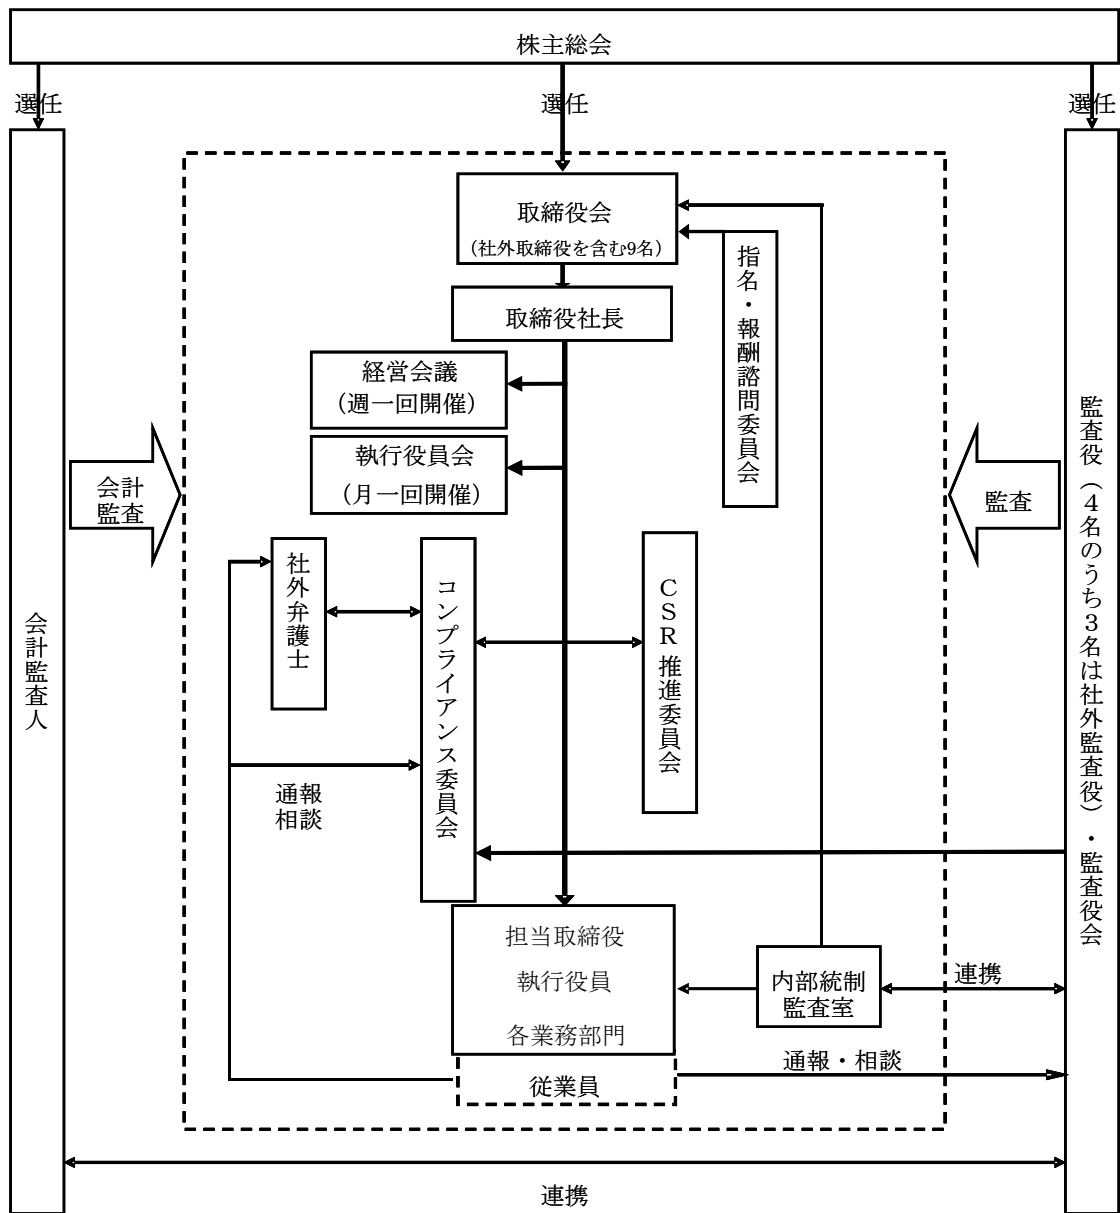 株主総会
選任
選任
選任
取締役会
（社外取締役を含む9名）
指名・報酬諮問委員会
取締役社長
経営会議
（週一回開催）
執行役員会
（月一回開催）
会計
監査
監査
社外弁護士
コンプライアンス委員会
CSR推進委員会
会計監査人
監査役（4名のうち3名は社外監査役）・監査役会
通報
相談
担当取締役
執行役員
各業務部門
内部統制
監査室
連携
従業員
通報・相談
連携